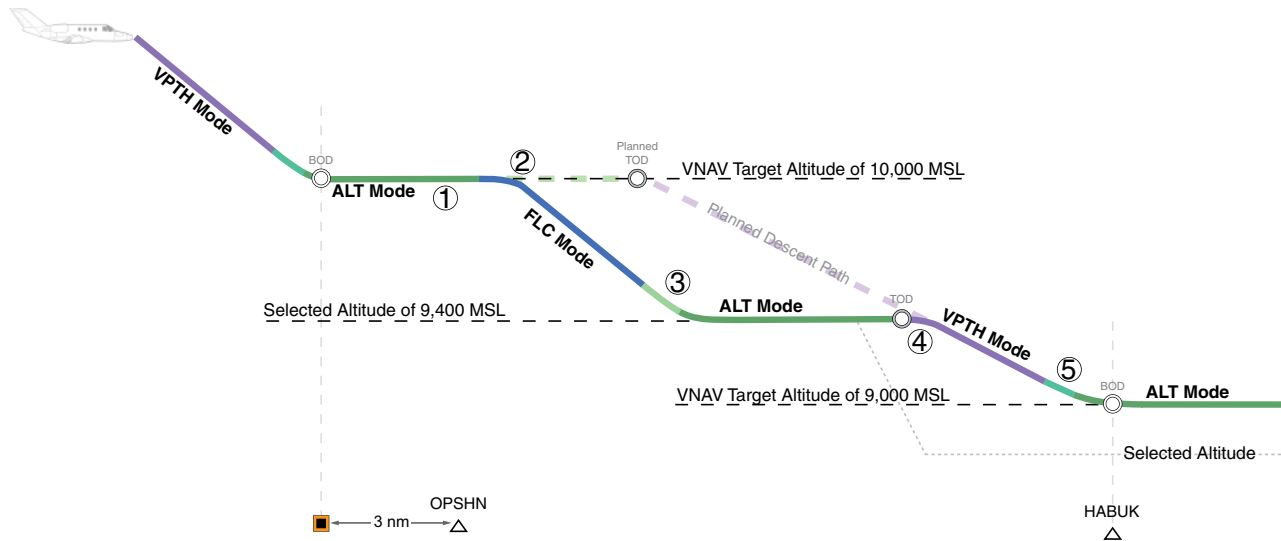 VPTH Mode
BOD
ALT Mode
①
②
Planned
TOD
VNAV Target Altitude of 10,000 MSL
FLC Mode
Planned Descent Path
③
Selected Altitude of 9,400 MSL
ALT Mode
TOD
④
VPTH Mode
⑤
VNAV Target Altitude of 9,000 MSL
BOD
ALT Mode
Selected Altitude
3 nm
OPSHN
HABUK